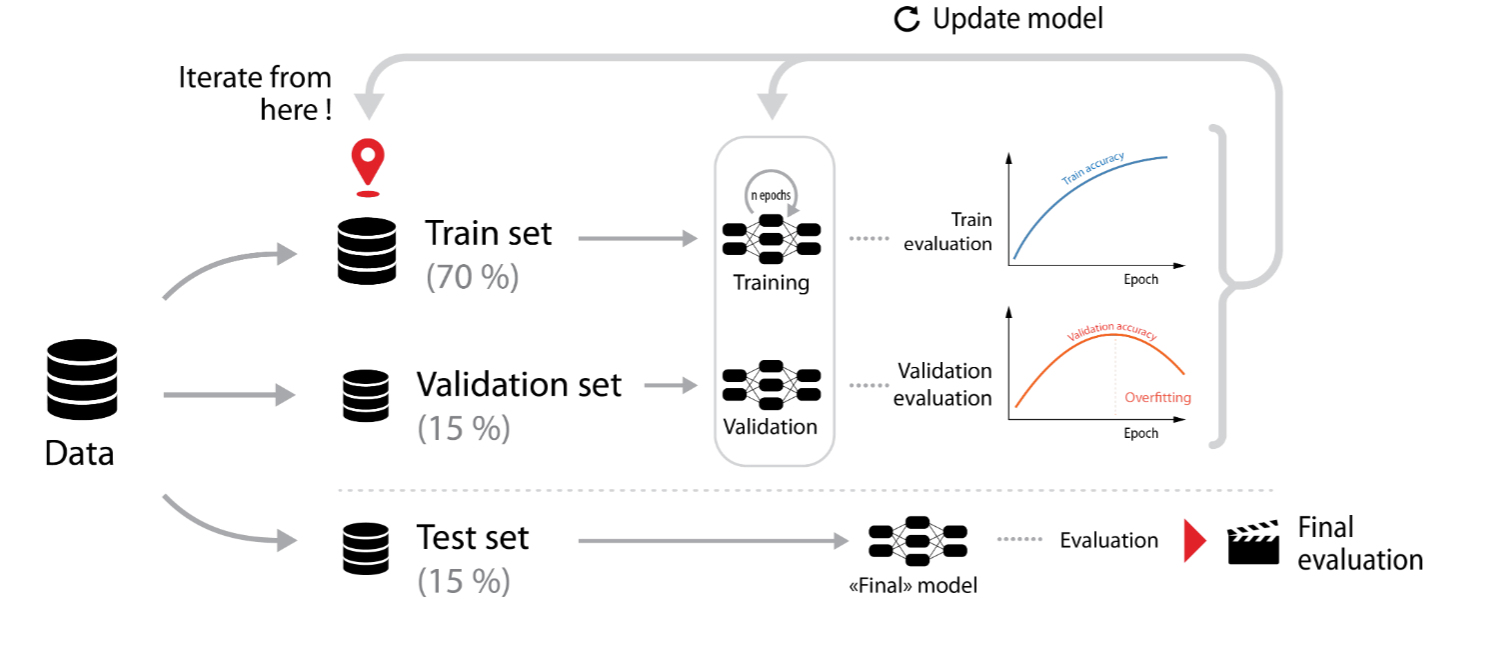 Update model
Iterate from
here !
n epochs
Train set
(70 %)
Training
Train
evaluation
Train accuracy
Epoch
Data
Validation set
(15 %)
Validation
Validation
evaluation
Validation accuracy
Overfitting
Epoch
Test set
(15 %)
«Final» model
Evaluation
Final
evaluation